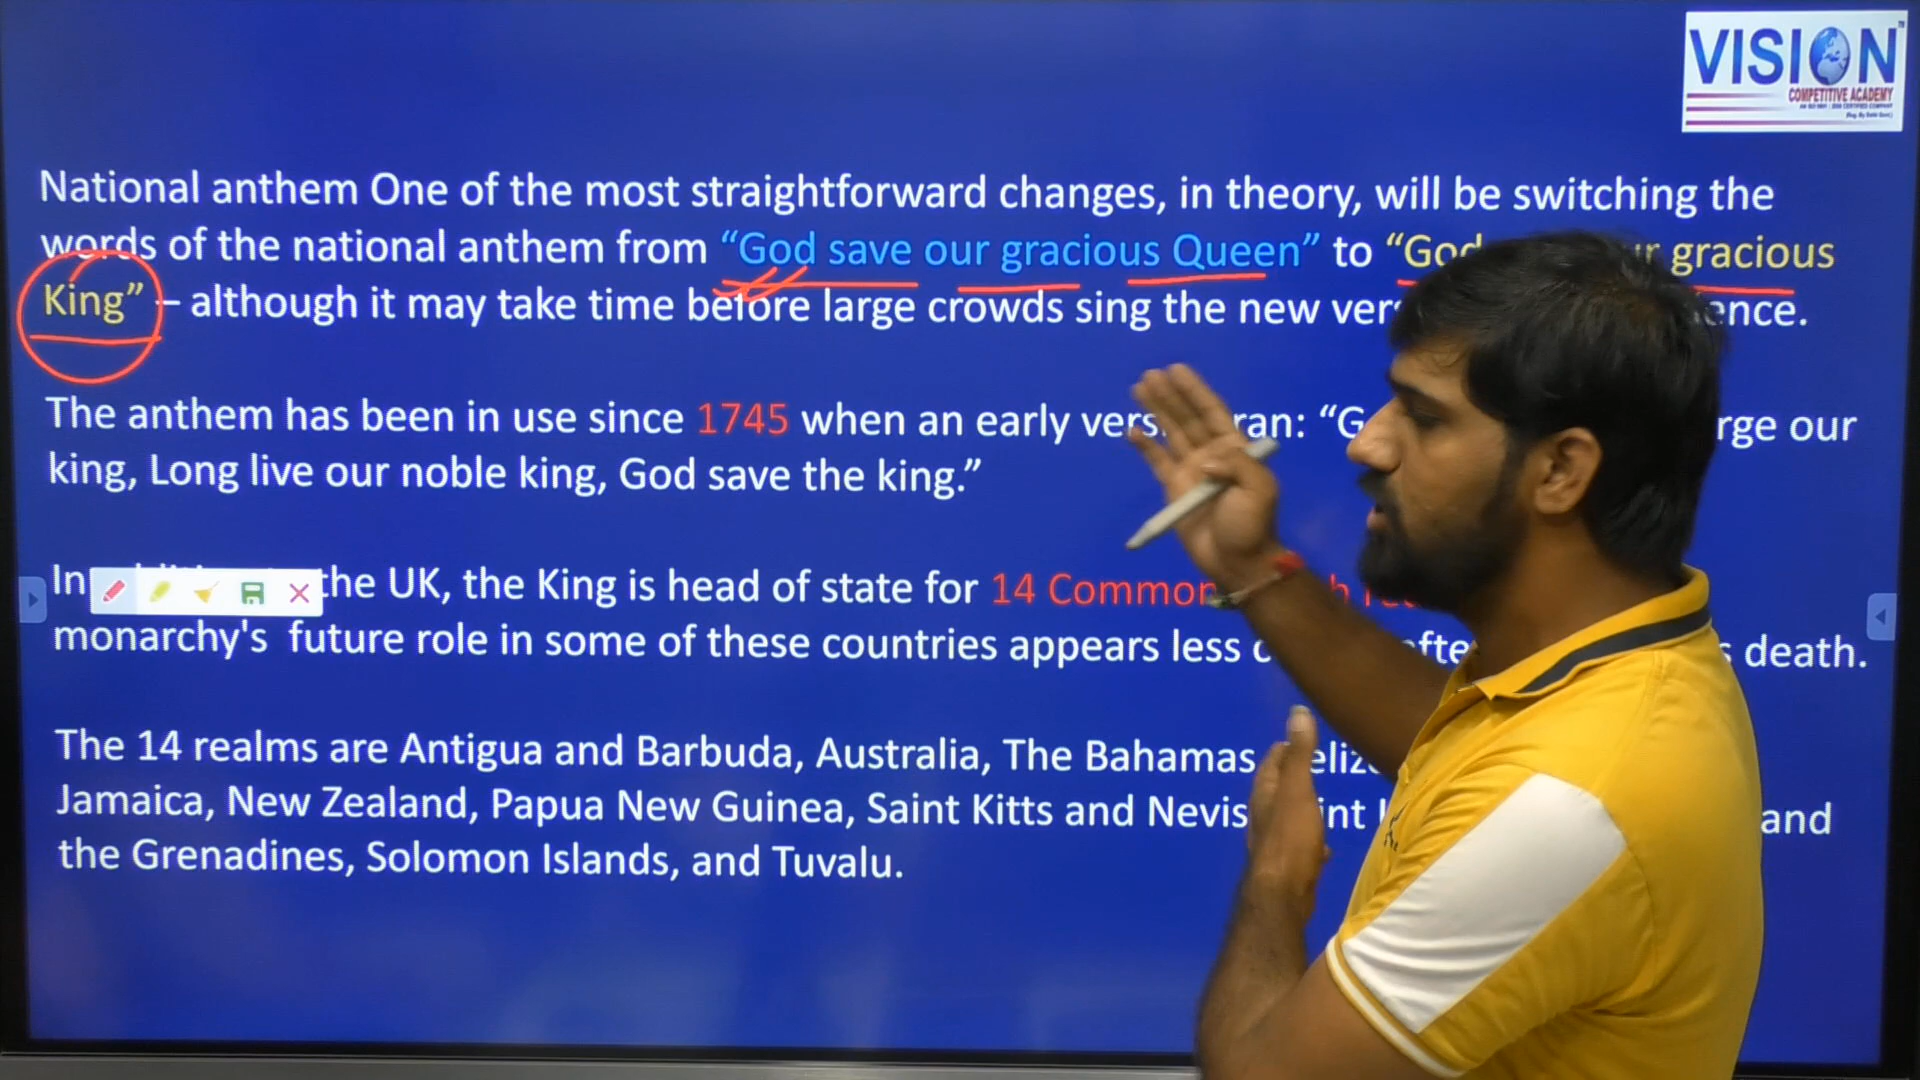 VISION
COMPETITIVE ACADEMY
National anthem One of the most straightforward changes, in theory, will be switching the
words of the national anthem from “God save our gracious Queen” to “God gracious
King” – although it may take time before large crowds sing the new
The anthem has been in use since 1745 when an early ran: our
king, Long live our noble king, God save the king.”
the UK, the King is head of state for 14
monarchy's future role in some of these countries appears less death.
The 14 realms are Antigua and Barbuda, Australia, The Bahamas
Jamaica, New Zealand, Papua New Guinea, Saint Kitts and Nevis and
the Grenadines, Solomon Islands, and Tuvalu.